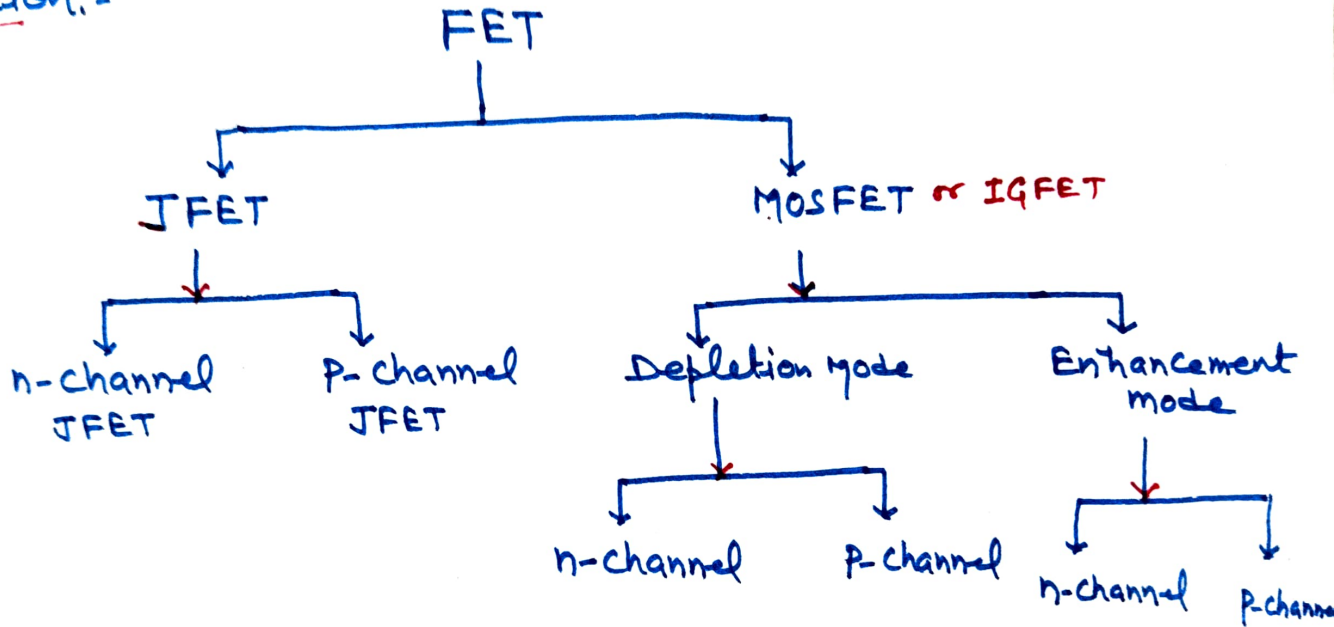 FET
JFET
MOSFET or IGFET
n-channel
JFET
P-channel
JFET
Depletion Mode
Enhancement
mode
n-channel
P-channel
n-channel